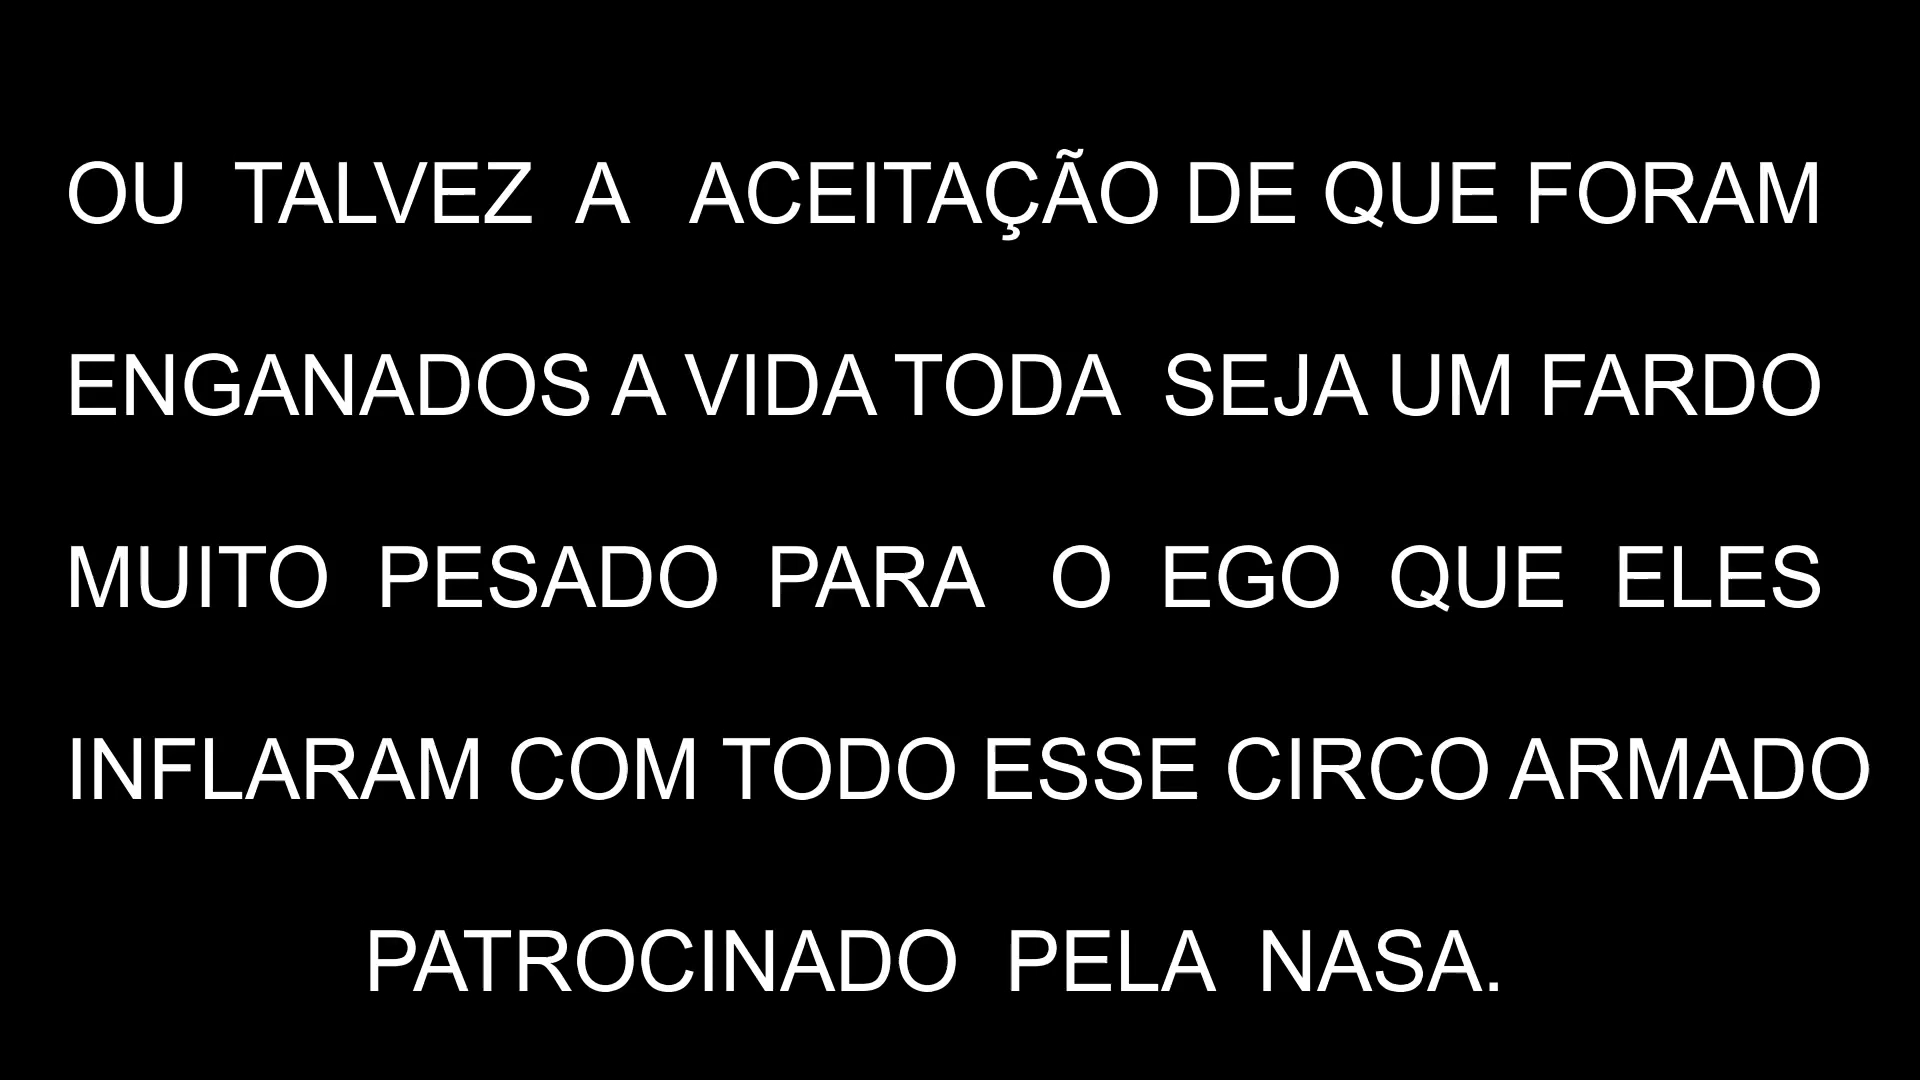 OU TALVEZ A ACEITAÇÃO DE QUE FORAM
ENGANADOS A VIDA TODA SEJA UM FARDO
MUITO PESADO PARA O EGO QUE ELES
INFLARAM COM TODO ESSE CIRCO ARMADO
PATROCINADO PELA NASA.